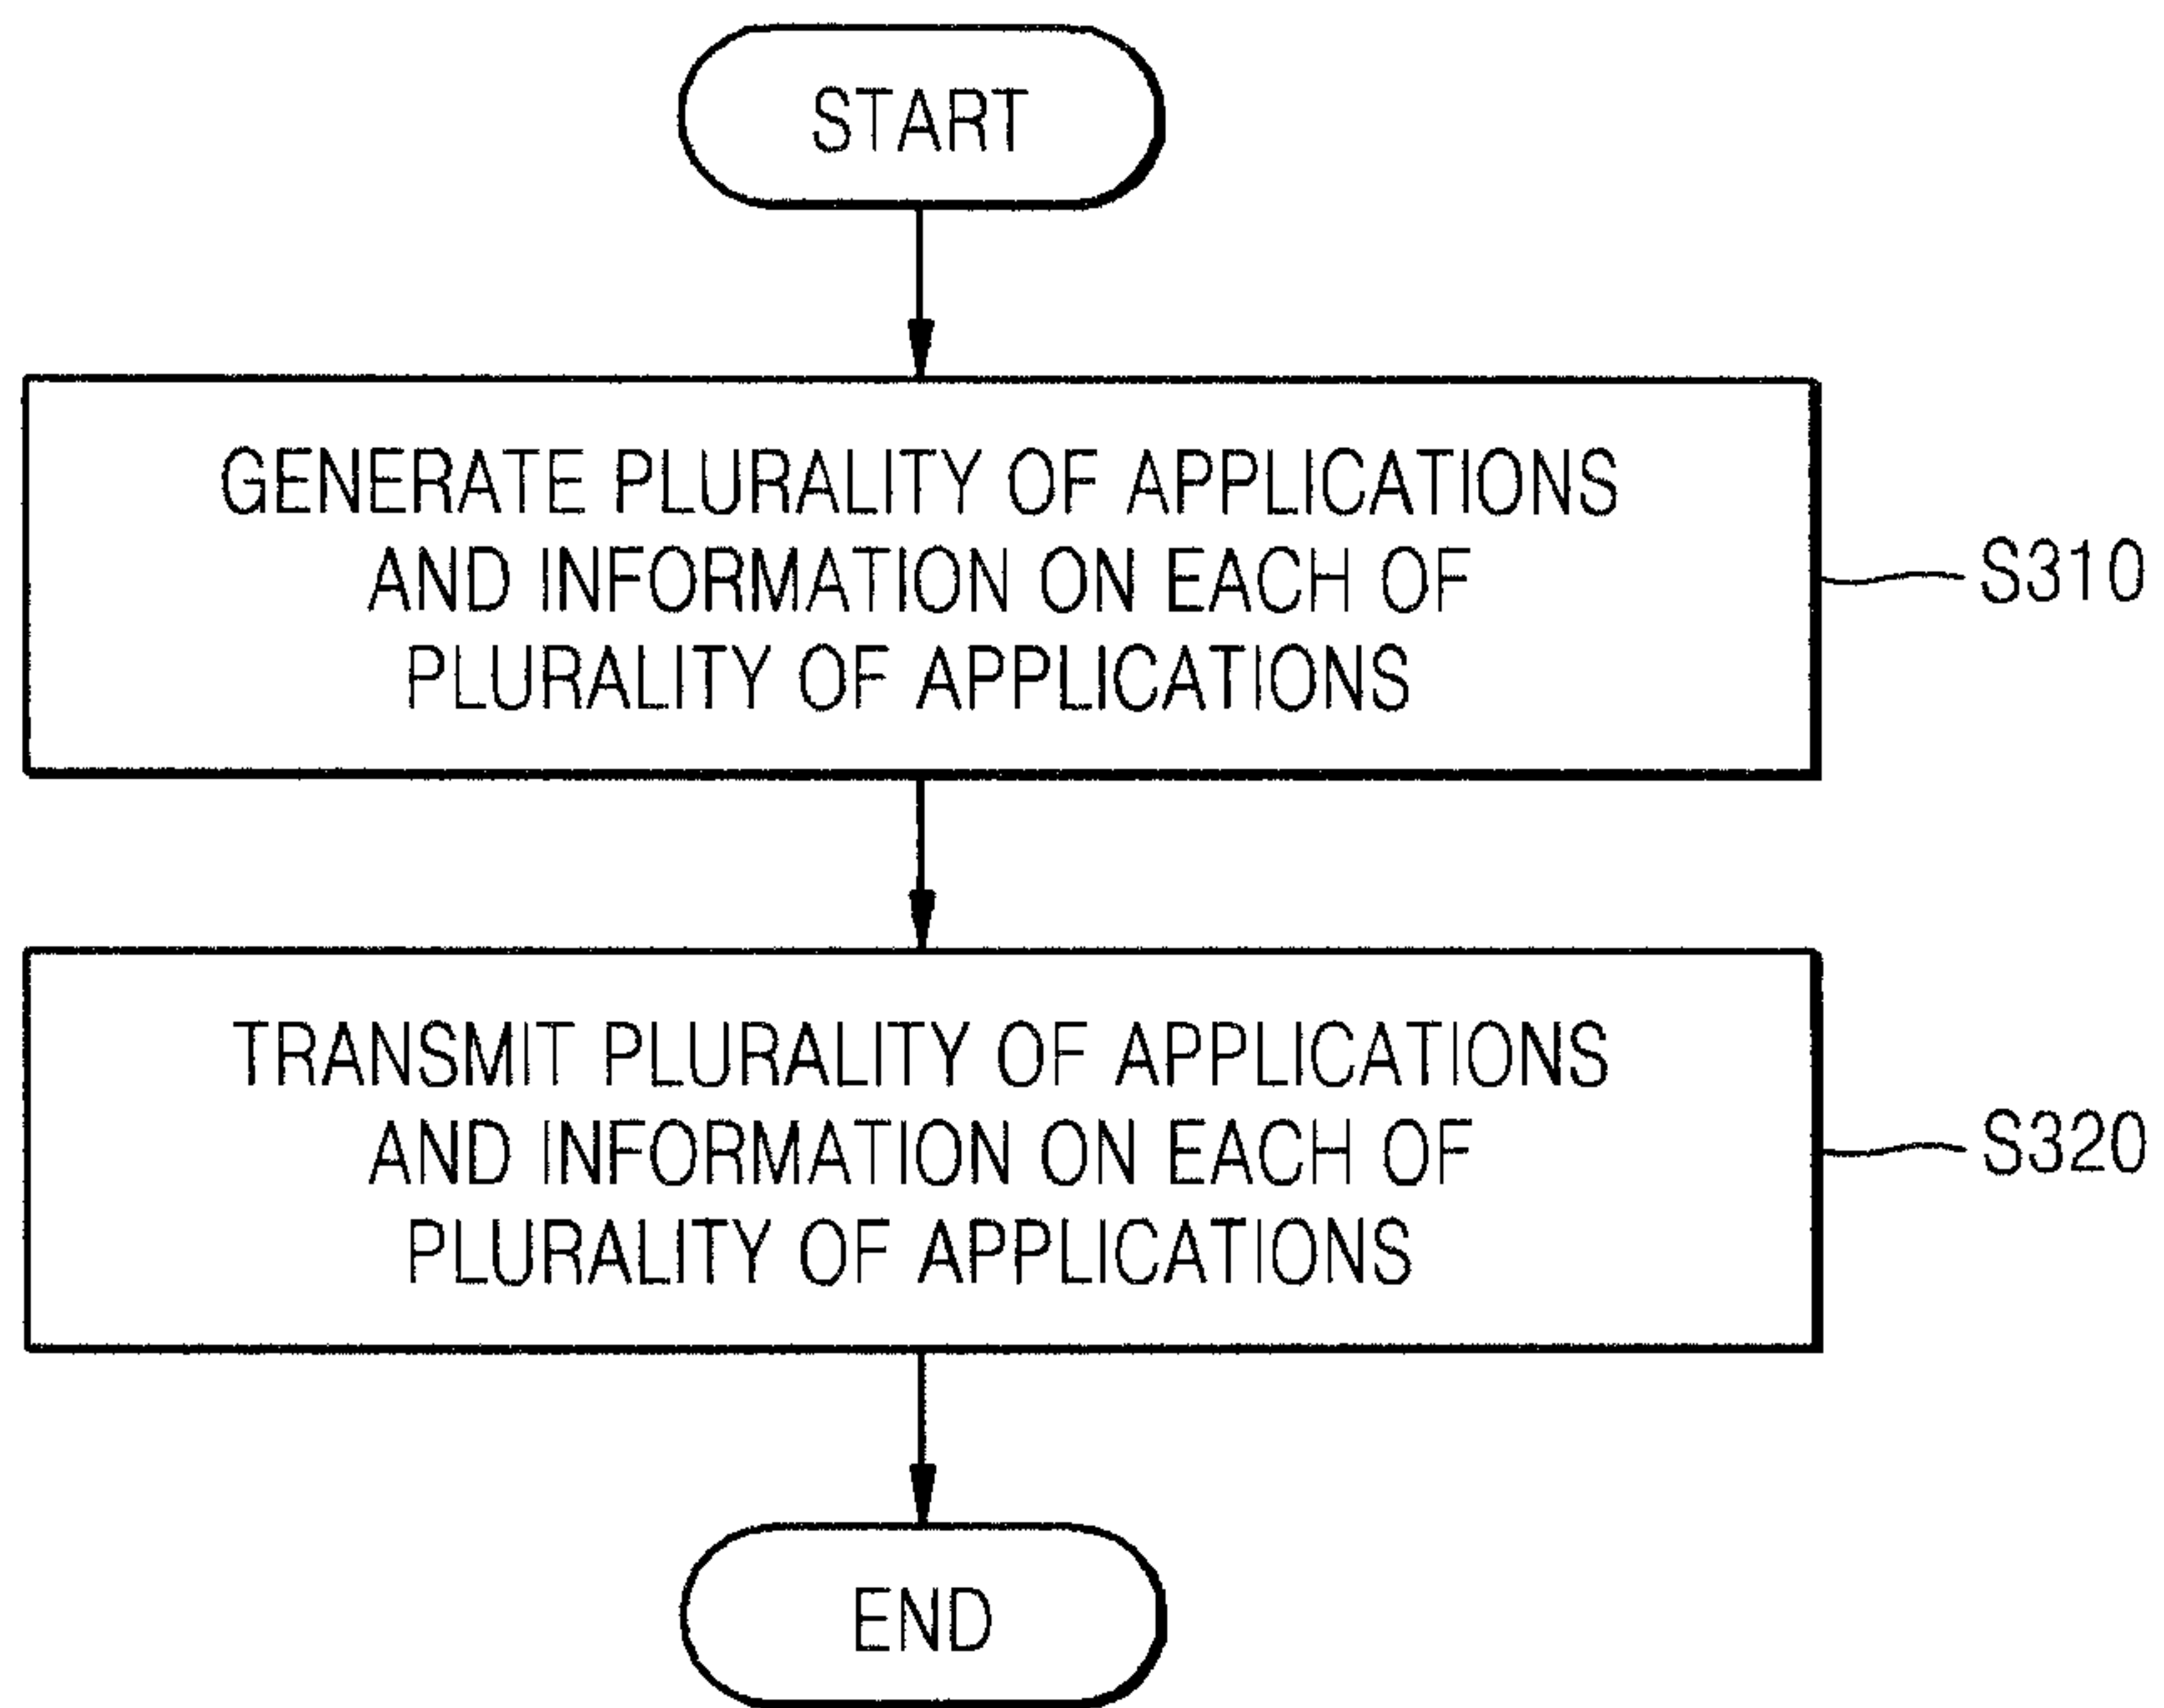 START
GENERATE PLURALITY OF APPLICATIONS
AND INFORMATION ON EACH OF
PLURALITY OF APPLICATIONS
S310
TRANSMIT PLURALITY OF APPLICATIONS
AND INFORMATION ON EACH OF
PLURALITY OF APPLICATIONS
S320
END